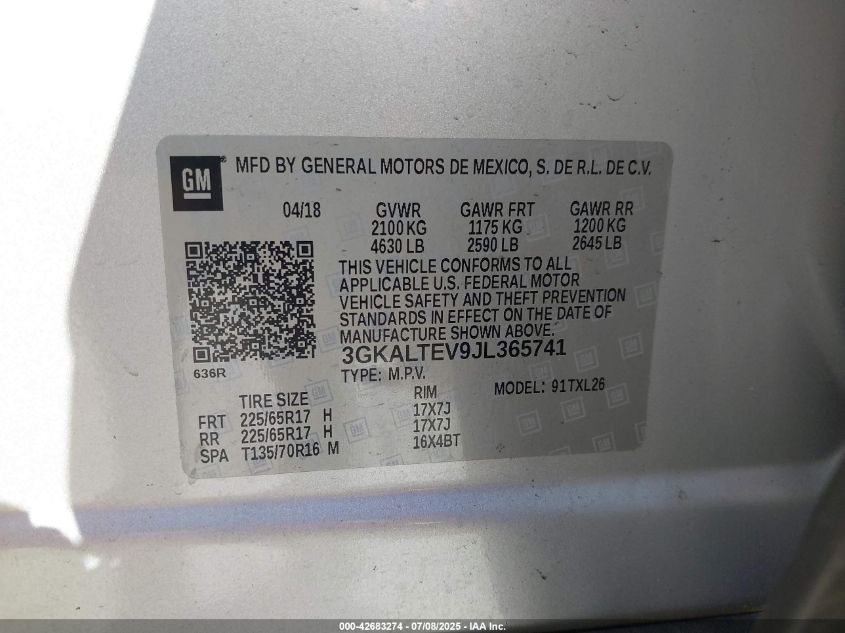 GM
MFD BY GENERAL MOTORS DE MEXICO, S. DE R.L. DE C.V.
04/18 GVWR GAWR FRT GAWR RR
2100 KG 1175 KG 1200 KG
4630 LB 2590 LB 2645 LB
THIS VEHICLE CONFORMS TO ALL
APPLICABLE U.S. FEDERAL MOTOR
VEHICLE SAFETY AND THEFT PREVENTION
STANDARDS IN EFFECT ON THE DATE OF
MANUFACTURE SHOWN ABOVE.
3GKALTEV9JL365741
636R
TYPE: M.P.V. MODEL: 91TXL26
TIRE SIZE RIM
FRT 225/65R17 H 17X7J
RR 225/65R17 H 17X7J
SPA T135/70R16 M 16X4BT
000-42683274 - 07/08/2025 - IAA Inc.